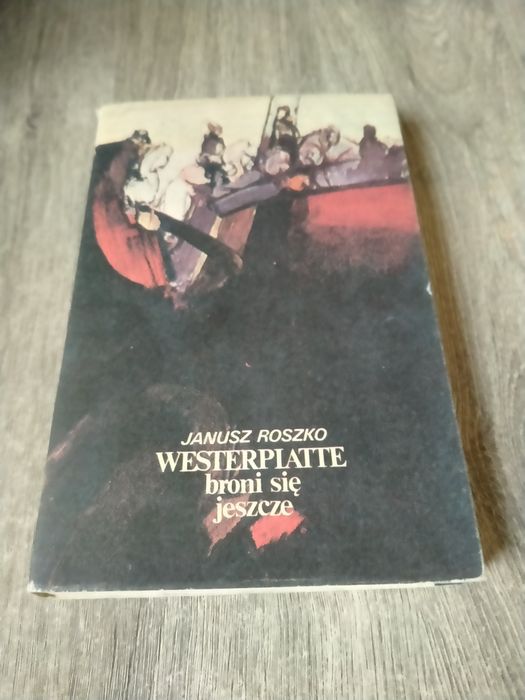 JANUSZ ROSZKO
WESTERPLATTE
broni się
jeszcze